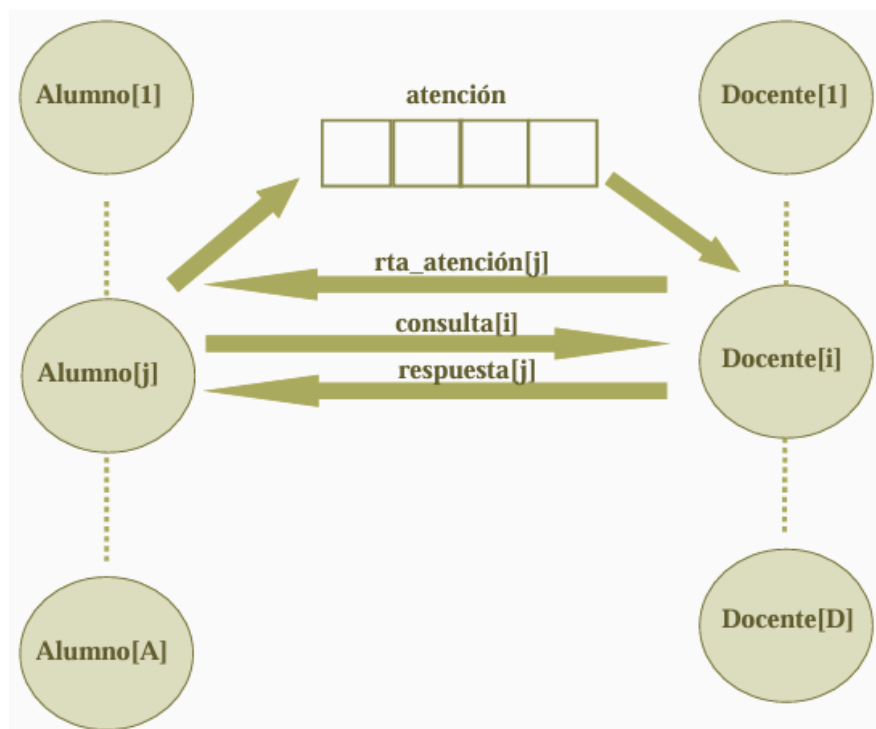 Alumno[1]
atención
Docente[1]
rta_atención[j]
consulta[i]
respuesta[j]
Alumno[j]
Docente[i]
Alumno[A]
Docente[D]